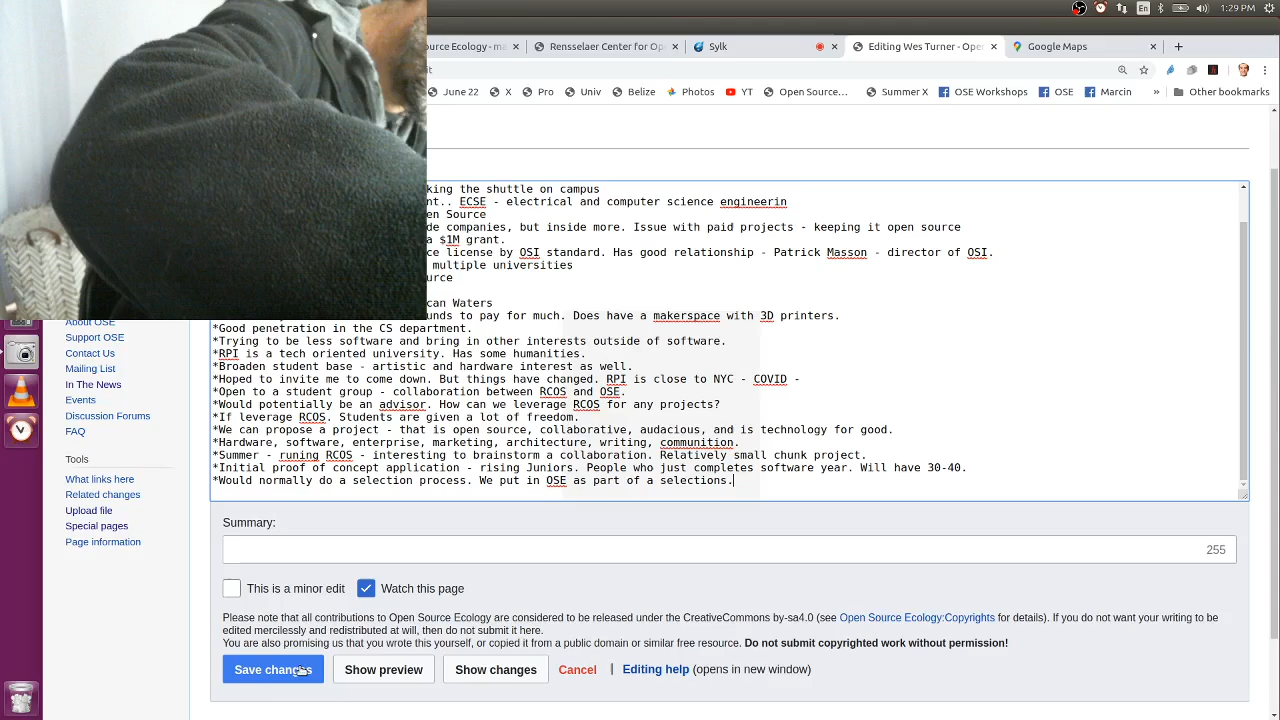 En
1:29 PM
ource Ecology - ma
Rensselaer Center for Op
Sylk
Editing Wes Turner - Ope
Google Maps
it
June 22
X
Pro
Univ
Belize
Photos
YT
Open Source…
Summer X
OSE Workshops
OSE
Marcin
»
Other bookmarks
king the shuttle on campus
nt.. ECSE - electrical and computer science engineerin
en Source
de companies, but inside more. Issue with paid projects - keeping it open source
a $1M grant.
ce license by OSI standard. Has good relationship - Patrick Masson - director of OSI.
multiple universities
urce
can Waters
unds to pay for much. Does have a makerspace with 3D printers.
*Good penetration in the CS department.
*Trying to be less software and bring in other interests outside of software.
*RPI is a tech oriented university. Has some humanities.
*Broaden student base - artistic and hardware interest as well.
*Hoped to invite me to come down. But things have changed. RPI is close to NYC - COVID -
*Open to a student group - collaboration between RCOS and OSE.
*Would potentially be an advisor. How can we leverage RCOS for any projects?
*If leverage RCOS. Students are given a lot of freedom.
*We can propose a project - that is open source, collaborative, audacious, and is technology for good.
*Hardware, software, enterprise, marketing, architecture, writing, communition.
*Summer - runing RCOS - interesting to brainstorm a collaboration. Relatively small chunk project.
*Initial proof of concept application - rising Juniors. People who just completes software year. Will have 30-40.
*Would normally do a selection process. We put in OSE as part of a selections.
About OSE
Support OSE
Contact Us
Mailing List
In The News
Events
Discussion Forums
FAQ
Tools
What links here
Related changes
Upload file
Special pages
Page information
Summary:
255
This is a minor edit
Watch this page
Please note that all contributions to Open Source Ecology are considered to be released under the CreativeCommons by-sa4.0 (see Open Source Ecology:Copyrights for details). If you do not want your writing to be
edited mercilessly and redistributed at will, then do not submit it here.
You are also promising us that you wrote this yourself, or copied it from a public domain or similar free resource. Do not submit copyrighted work without permission!
Save changes
Show preview
Show changes
Cancel
|
Editing help (opens in new window)